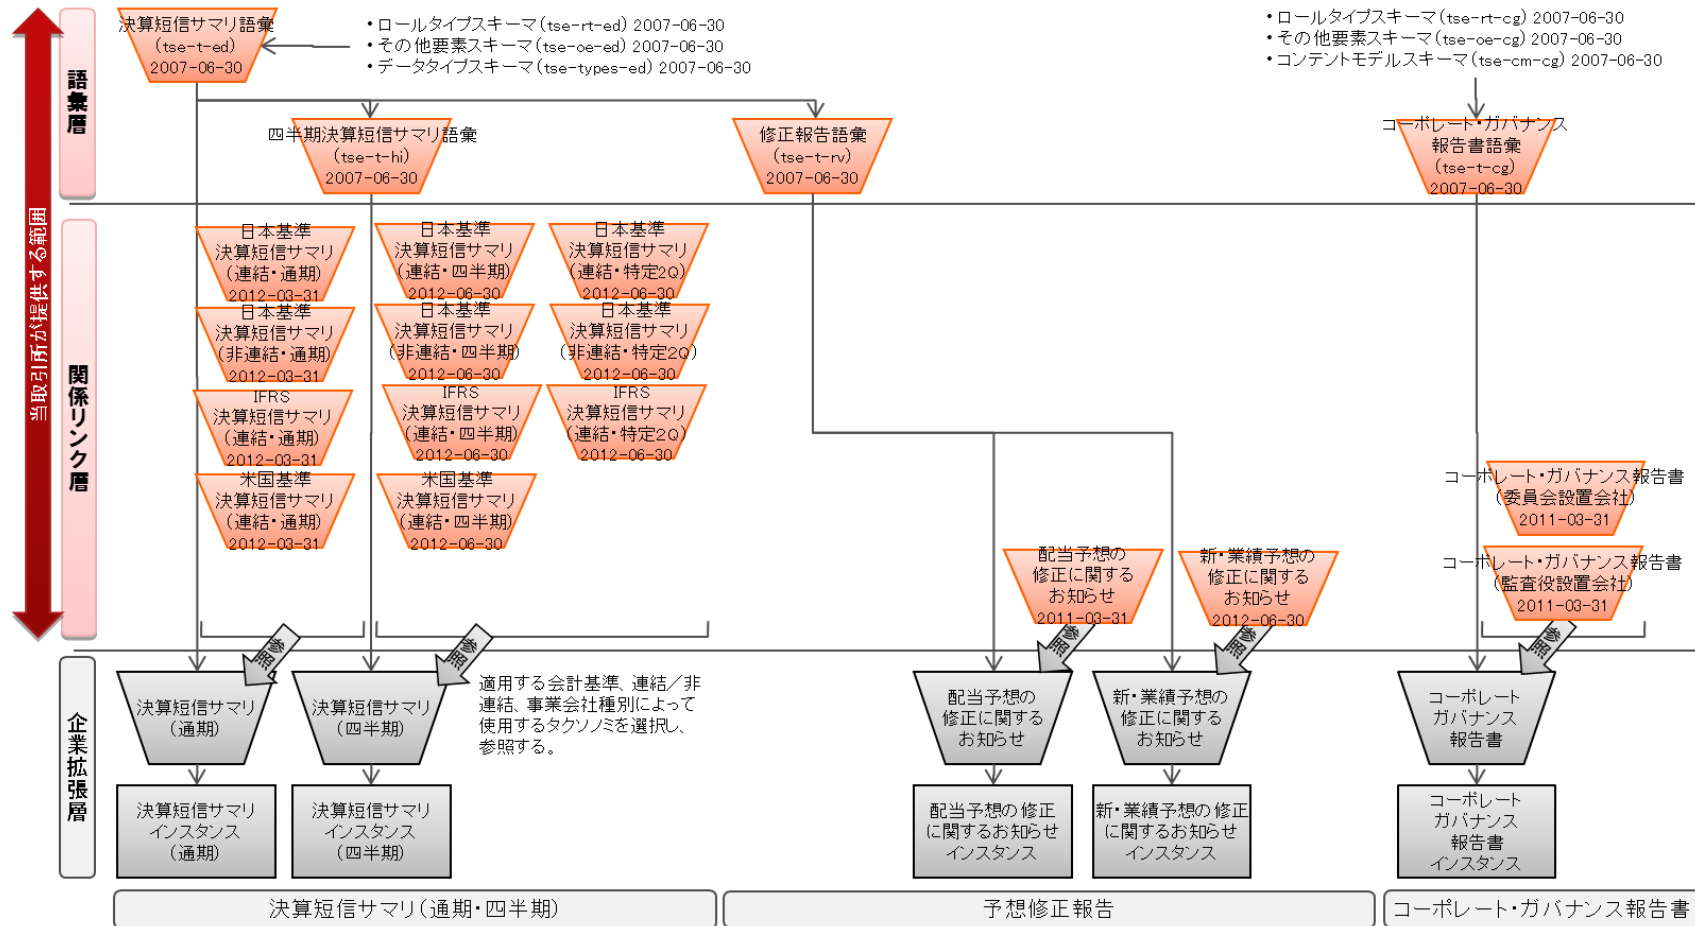 決算短信サマリ語彙
(tse-t-ed)
2007-06-30
・ロールタイプスキーマ(tse-rt-ed) 2007-06-30
・その他要素スキーマ(tse-oe-ed) 2007-06-30
・データタイプスキーマ(tse-types-ed) 2007-06-30
・ロールタイプスキーマ(tse-rt-cg) 2007-06-30
・その他要素スキーマ(tse-oe-cg) 2007-06-30
・コンテントモデルスキーマ(tse-cm-cg) 2007-06-30
語彙層
四半期決算短信サマリ語彙
(tse-t-hi)
2007-06-30
修正報告語彙
(tse-t-rv)
2007-06-30
コーポレート・ガバナンス
報告書語彙
(tse-t-cg)
2007-06-30
当取引所が提供する範囲
関係リンク層
日本基準
決算短信サマリ
(連結・通期)
2012-03-31
日本基準
決算短信サマリ
(連結・四半期)
2012-06-30
日本基準
決算短信サマリ
(連結・特定2Q)
2012-06-30
日本基準
決算短信サマリ
(非連結・通期)
2012-03-31
日本基準
決算短信サマリ
(非連結・四半期)
2012-06-30
日本基準
決算短信サマリ
(非連結・特定2Q)
2012-06-30
IFRS
決算短信サマリ
(連結・通期)
2012-03-31
IFRS
決算短信サマリ
(連結・四半期)
2012-06-30
IFRS
決算短信サマリ
(連結・特定2Q)
2012-06-30
米国基準
決算短信サマリ
(連結・通期)
2012-03-31
米国基準
決算短信サマリ
(連結・四半期)
2012-06-30
コーポレート・ガバナンス報告書
(委員会設置会社)
2011-03-31
配当予想の
修正に関する
お知らせ
2011-03-31
新・業績予想の
修正に関する
お知らせ
2012-06-30
コーポレート・ガバナンス報告書
(監査役設置会社)
2011-03-31
参照
参照
参照
参照
参照
企業拡張層
決算短信サマリ
(通期)
決算短信サマリ
(四半期)
適用する会計基準、連結／非
連結、事業会社種別によって
使用するタクソノミを選択し、
参照する。
配当予想の
修正に関する
お知らせ
新・業績予想の
修正に関する
お知らせ
コーポレート
ガバナンス
報告書
決算短信サマリ
インスタンス
(通期)
決算短信サマリ
インスタンス
(四半期)
配当予想の修正
に関するお知らせ
インスタンス
新・業績予想の修正
に関するお知らせ
インスタンス
コーポレート
ガバナンス
報告書
インスタンス
決算短信サマリ(通期・四半期)
予想修正報告
コーポレート・ガバナンス報告書